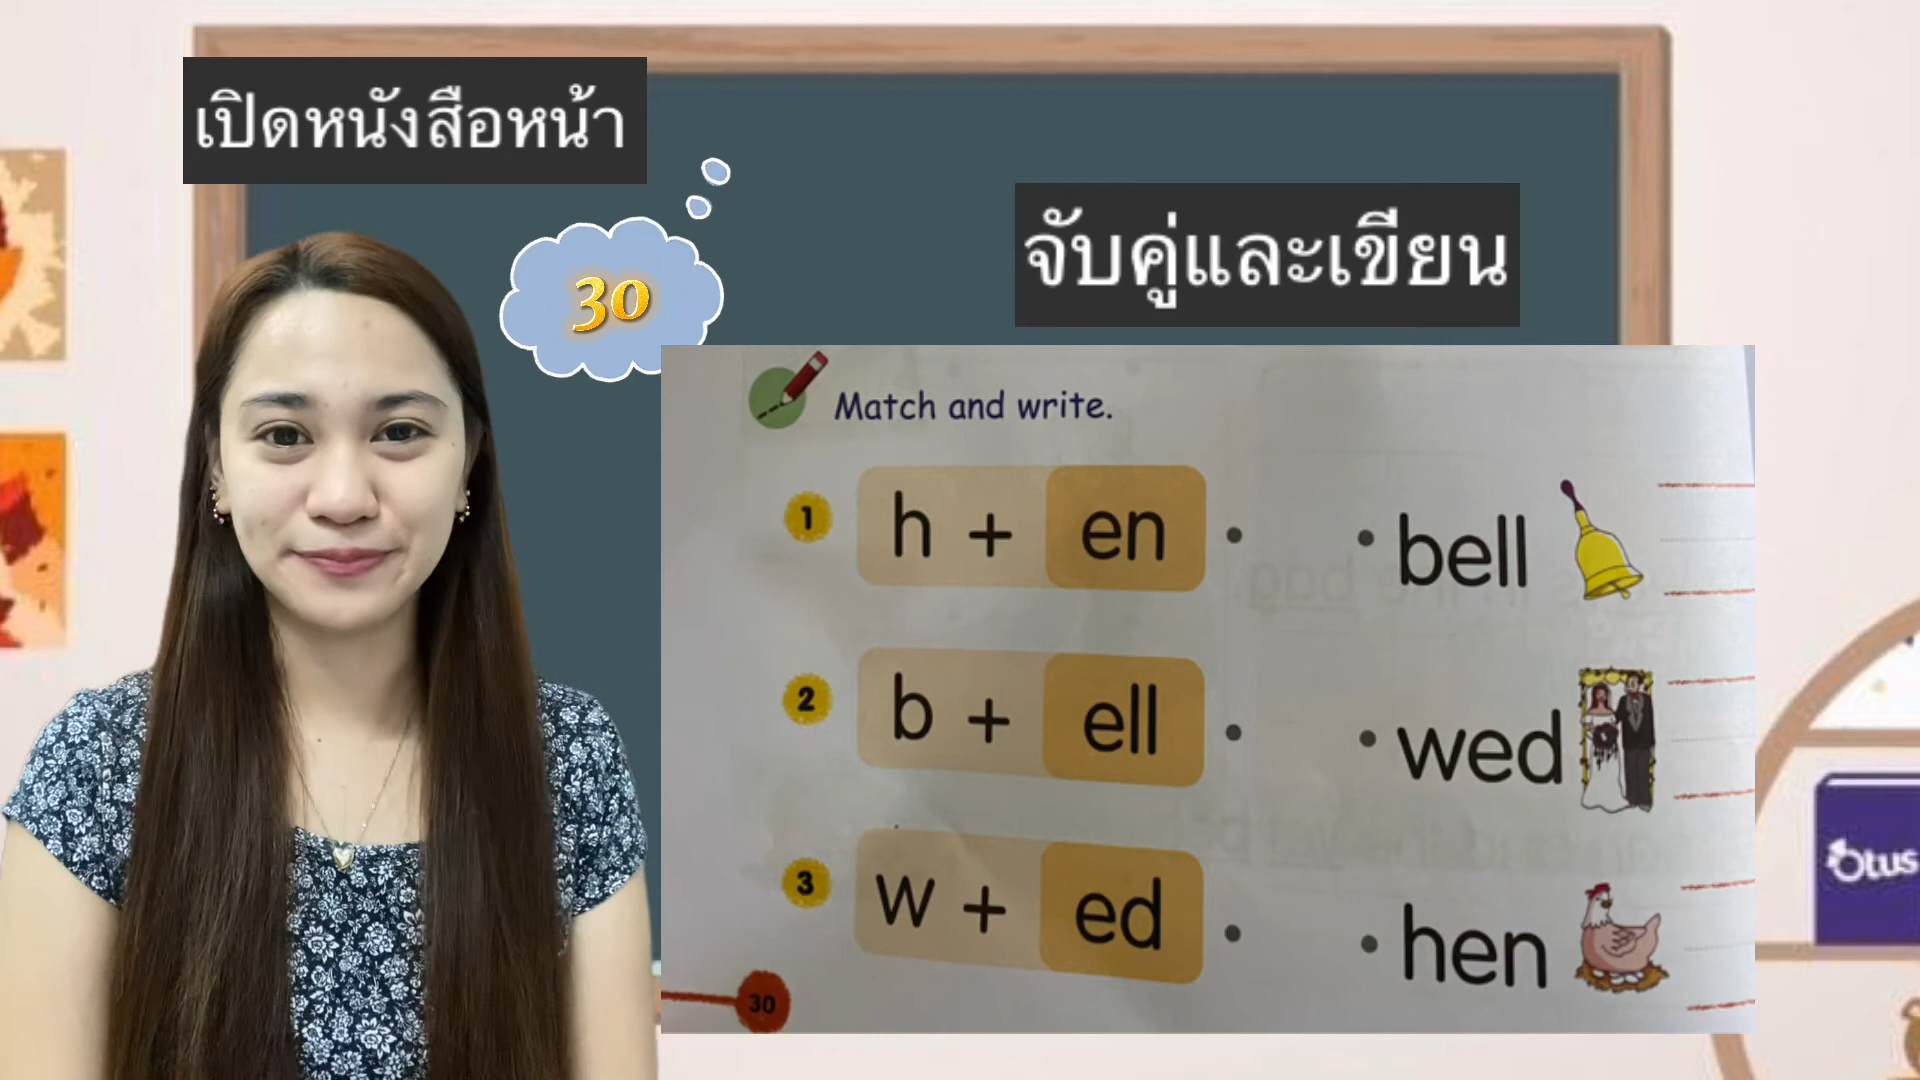 เปิดหนังสือหน้า
30
จับคู่และเขียน
Match and write.
1 h + en • • bell
2 b + ell • • wed
3 w + ed • • hen
30
Otus